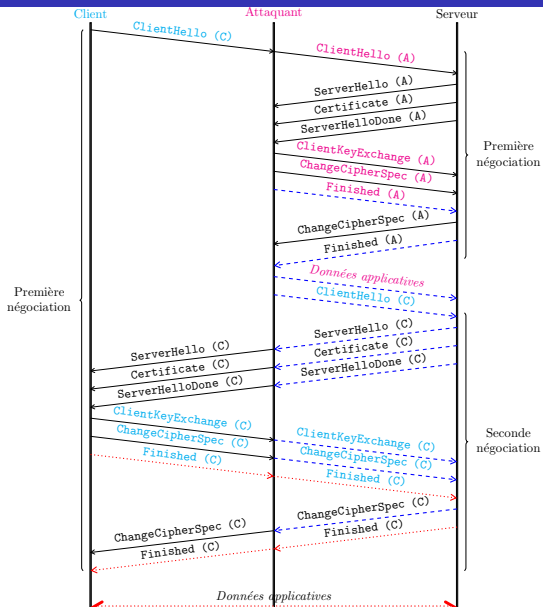 Client
Attaquant
Serveur
ClientHello (C)
ClientHello (A)
ServerHello (A)
Certificate (A)
ServerHelloDone (A)
ClientKeyExchange (A)
ChangeCipherSpec (A)
Finished (A)
ChangeCipherSpec (A)
Finished (A)
Première
négociation
Données applicatives
ClientHello (C)
Première
négociation
ServerHello (C)
Certificate (C)
ServerHelloDone (C)
ServerHello (C)
Certificate (C)
ServerHelloDone (C)
ClientKeyExchange (C)
ChangeCipherSpec (C)
Finished (C)
ClientKeyExchange (C)
ChangeCipherSpec (C)
Finished (C)
Seconde
négociation
ChangeCipherSpec (C)
Finished (C)
ChangeCipherSpec (C)
Finished (C)
Données applicatives